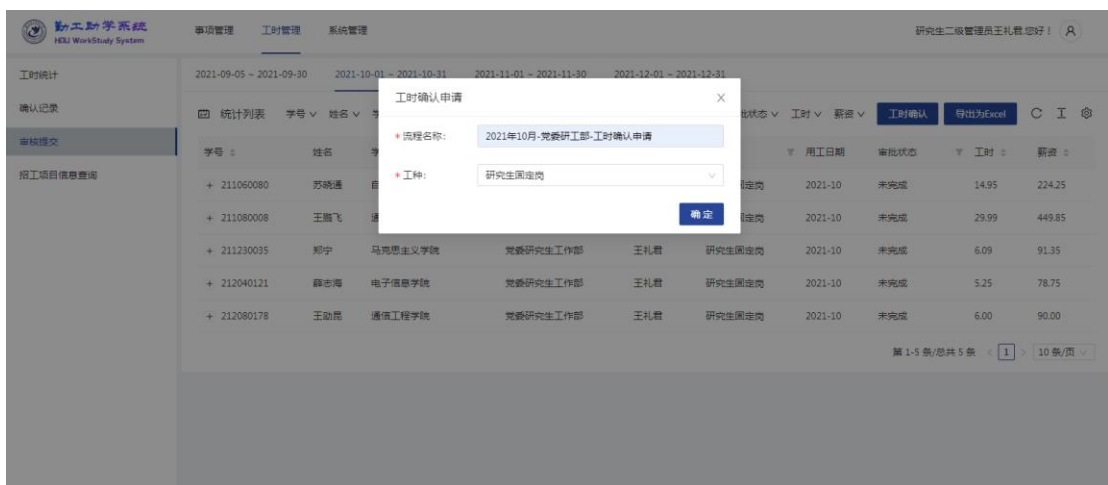 勤工助学系统
HDU WorkStudy System
事项管理 工时管理 系统管理
研究生二级管理员王礼君,您好！
工时统计
确认记录
审核提交
招工项目信息查询
2021-09-05 ~ 2021-09-30 2021-10-01 ~ 2021-10-31 2021-11-01 ~ 2021-11-30 2021-12-01 ~ 2021-12-31
统计列表 学号 姓名 批状态 工时 薪资 工时确认 导出为Excel
学号 姓名 用工日期 审批状态 工时 薪资
+ 211060080 苏晓通 固定岗 2021-10 未完成 14.95 224.25
+ 211080008 王鹏飞 固定岗 2021-10 未完成 29.99 449.85
+ 211230035 郑宁 马克思主义学院 党委研究生工作部 王礼君 研究生固定岗 2021-10 未完成 6.09 91.35
+ 212040121 薛志海 电子信息学院 党委研究生工作部 王礼君 研究生固定岗 2021-10 未完成 5.25 78.75
+ 212080178 王勋昆 通信工程学院 党委研究生工作部 王礼君 研究生固定岗 2021-10 未完成 6.00 90.00
第 1-5 条/总共 5 条 < 1 > 10 条/页
工时确认申请
* 流程名称: 2021年10月-党委研工部-工时确认申请
* 工种: 研究生固定岗
确 定